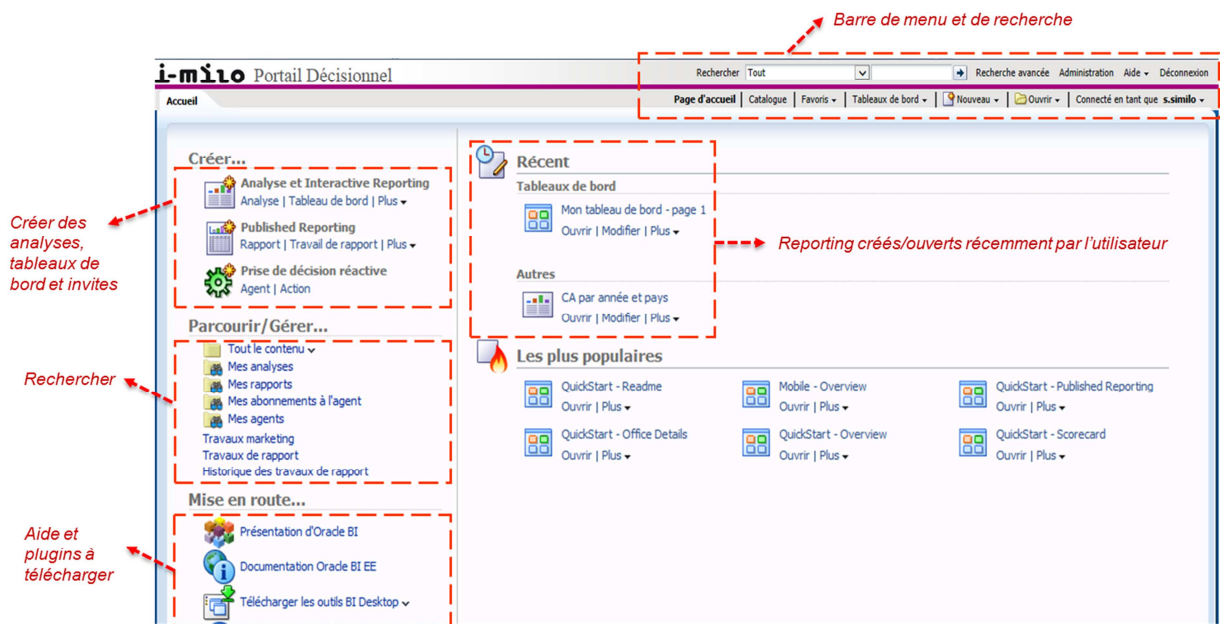 Barre de menu et de recherche
i-milo Portail Décisionnel
Rechercher Tout Recherche avancée Administration Aide Déconnexion
Accueil
Page d'accueil | Catalogue | Favoris | Tableaux de bord | Nouveau | Ouvrir | Connecté en tant que s.similo
Créer...
Analyse et Interactive Reporting
Analyse | Tableau de bord | Plus
Published Reporting
Rapport | Travail de rapport | Plus
Prise de décision réactive
Agent | Action
Créer des
analyses,
tableaux de
bord et invites
Récent
Tableaux de bord
Mon tableau de bord - page 1
Ouvrir | Modifier | Plus
Autres
CA par année et pays
Ouvrir | Modifier | Plus
Reporting créés/ouverts récemment par l'utilisateur
Parcourir/Gérer...
Tout le contenu
Mes analyses
Mes rapports
Mes abonnements à l'agent
Mes agents
Travaux marketing
Travaux de rapport
Historique des travaux de rapport
Rechercher
Les plus populaires
QuickStart - Readme
Ouvrir | Plus
Mobile - Overview
Ouvrir | Plus
QuickStart - Published Reporting
Ouvrir | Plus
QuickStart - Office Details
Ouvrir | Plus
QuickStart - Overview
Ouvrir | Plus
QuickStart - Scorecard
Ouvrir | Plus
Mise en route...
Présentation d'Oracle BI
Documentation Oracle BI EE
Télécharger les outils BI Desktop
Aide et
plugins à
télécharger